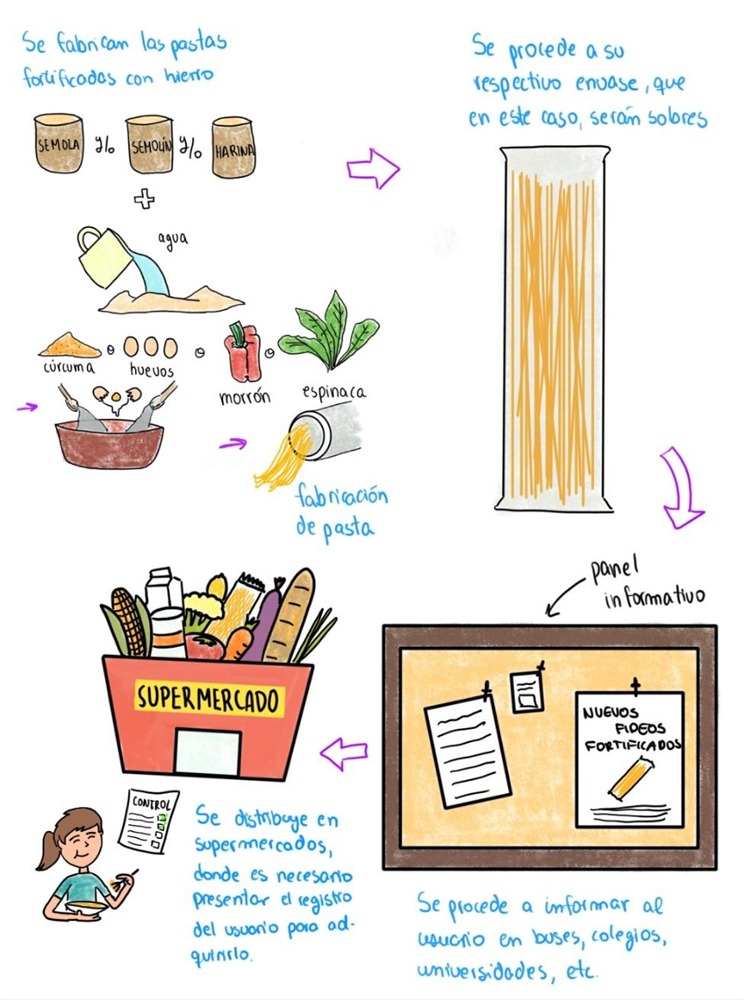 Se fabrican las pastas
fortificadas con hierro
SEMOLA y/o SEMOLÍN y/o HARINA
+
agua
cúrcuma o huevos o morrón o espinaca
fabricación
de pasta
Se procede a su
respectivo envase, que
en este caso, serán sobres
panel
informativo
NUEVOS
FIDEOS
FORTIFICADOS
Se procede a informar al
usuario en buses, colegios,
universidades, etc.
SUPERMERCADO
CONTROL
Se distribuye en
supermercados,
donde es necesario
presentar el registro
del usuario para ad-
quirirlo.